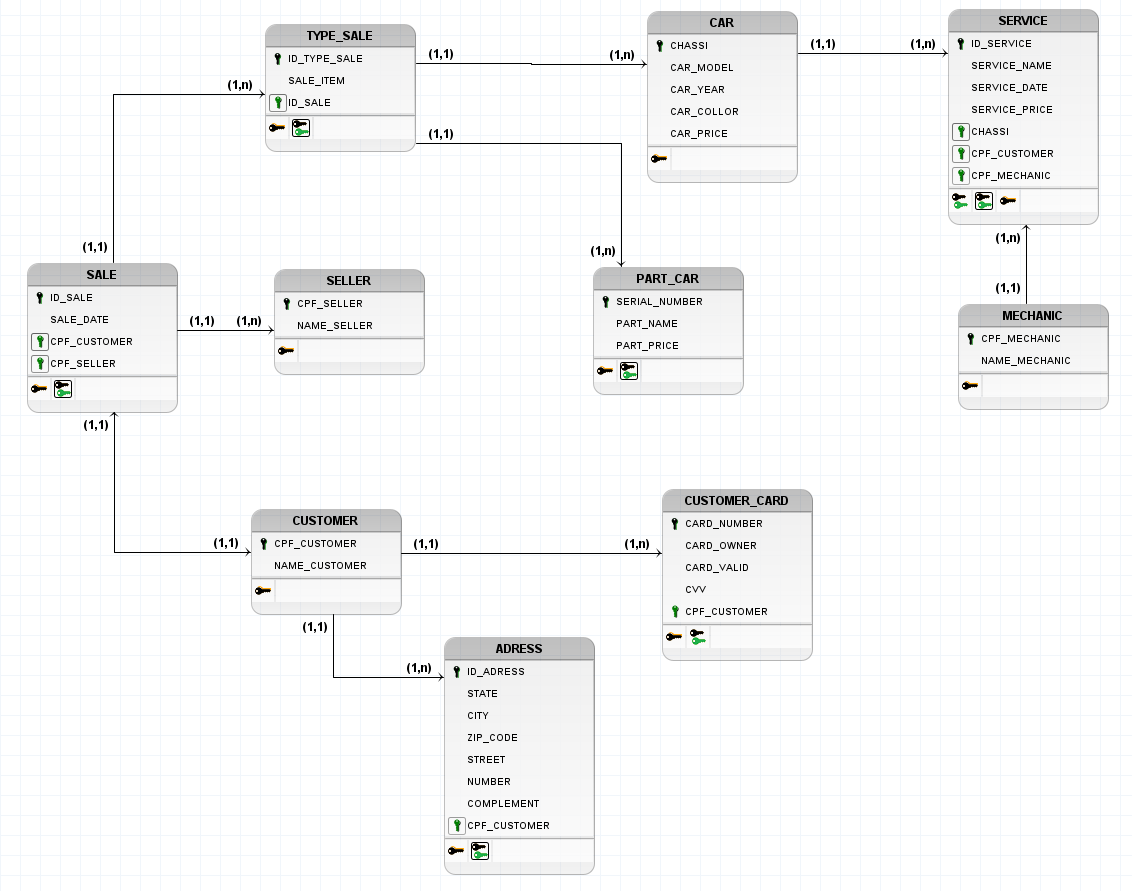 TYPE_SALE
ID_TYPE_SALE
SALE_ITEM
ID_SALE
(1,1)
(1,n)
(1,1)
(1,n)
CAR
CHASSI
CAR_MODEL
CAR_YEAR
CAR_COLLOR
CAR_PRICE
(1,1)
(1,n)
SERVICE
ID_SERVICE
SERVICE_NAME
SERVICE_DATE
SERVICE_PRICE
CHASSI
CPF_CUSTOMER
CPF_MECHANIC
(1,n)
(1,1)
(1,n)
(1,1)
SALE
ID_SALE
SALE_DATE
CPF_CUSTOMER
CPF_SELLER
(1,1)
(1,n)
SELLER
CPF_SELLER
NAME_SELLER
PART_CAR
SERIAL_NUMBER
PART_NAME
PART_PRICE
MECHANIC
CPF_MECHANIC
NAME_MECHANIC
(1,1)
(1,1)
CUSTOMER
CPF_CUSTOMER
NAME_CUSTOMER
(1,1)
(1,n)
CUSTOMER_CARD
CARD_NUMBER
CARD_OWNER
CARD_VALID
CVV
CPF_CUSTOMER
(1,1)
(1,n)
ADRESS
ID_ADRESS
STATE
CITY
ZIP_CODE
STREET
NUMBER
COMPLEMENT
CPF_CUSTOMER